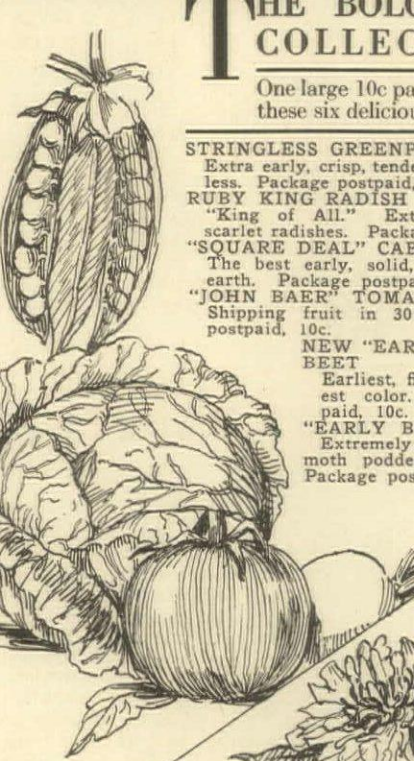 THE BOLG
COLLEC
One large 10c pa
these six deliciou
STRINGLESS GREENP
Extra early, crisp, tende
less. Package postpaid,
RUBY KING RADISH
"King of All." Ext
scarlet radishes. Packa
"SQUARE DEAL" CAB
The best early, solid,
earth. Package postpa
"JOHN BAER" TOMA
Shipping fruit in 30
postpaid, 10c.
NEW "EAR
BEET
Earliest, fi
est color.
paid, 10c.
"EARLY B
Extremely
moth podde
Package pos